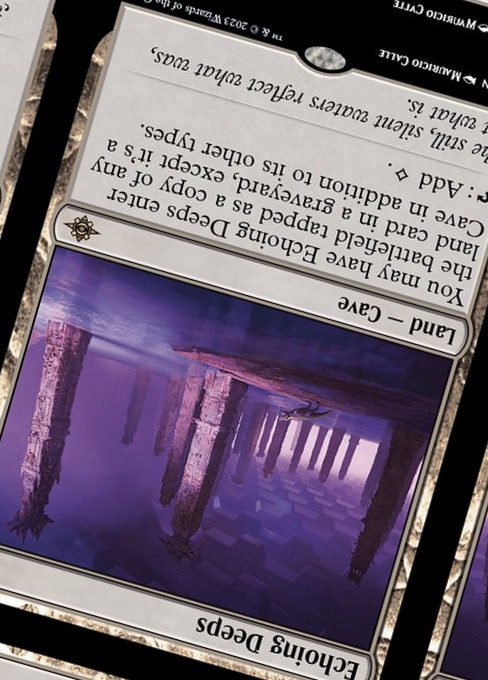 Echoing Deeps
Land — Cave
You may have Echoing Deeps enter
the battlefield tapped as a copy of any
land card in a graveyard, except it's a
Cave in addition to its other types.
: Add
he still, silent waters reflect what was,
t what is.
MAURICIO CALLE
™ & © 2023 Wizards of the C
MAURICIO CALLE